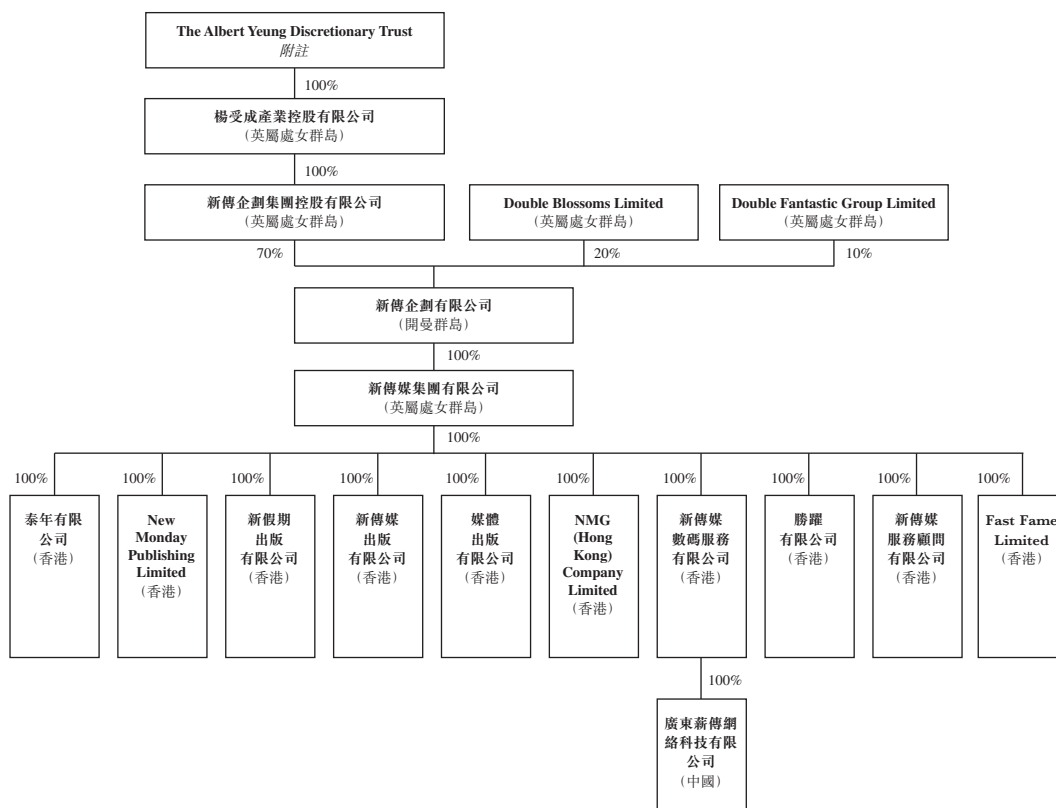 The Albert Yeung Discretionary Trust
附註
100%
楊受成產業控股有限公司
(英屬處女群島)
100%
新傳企劃集團控股有限公司
(英屬處女群島)
Double Blossoms Limited
(英屬處女群島)
Double Fantastic Group Limited
(英屬處女群島)
70%
20%
10%
新傳企劃有限公司
(開曼群島)
100%
新傳媒集團有限公司
(英屬處女群島)
100%
100%
100%
100%
100%
100%
100%
100%
100%
100%
100%
泰年有限
公司
(香港)
New
Monday
Publishing
Limited
(香港)
新假期
出版
有限公司
(香港)
新傳媒
出版
有限公司
(香港)
媒體
出版
有限公司
(香港)
NMG
(Hong
Kong)
Company
Limited
(香港)
新傳媒
數碼服務
有限公司
(香港)
勝躍
有限公司
(香港)
新傳媒
服務顧問
有限公司
(香港)
Fast Fame
Limited
(香港)
100%
廣東薪傳網
絡科技有限
公司
(中國)